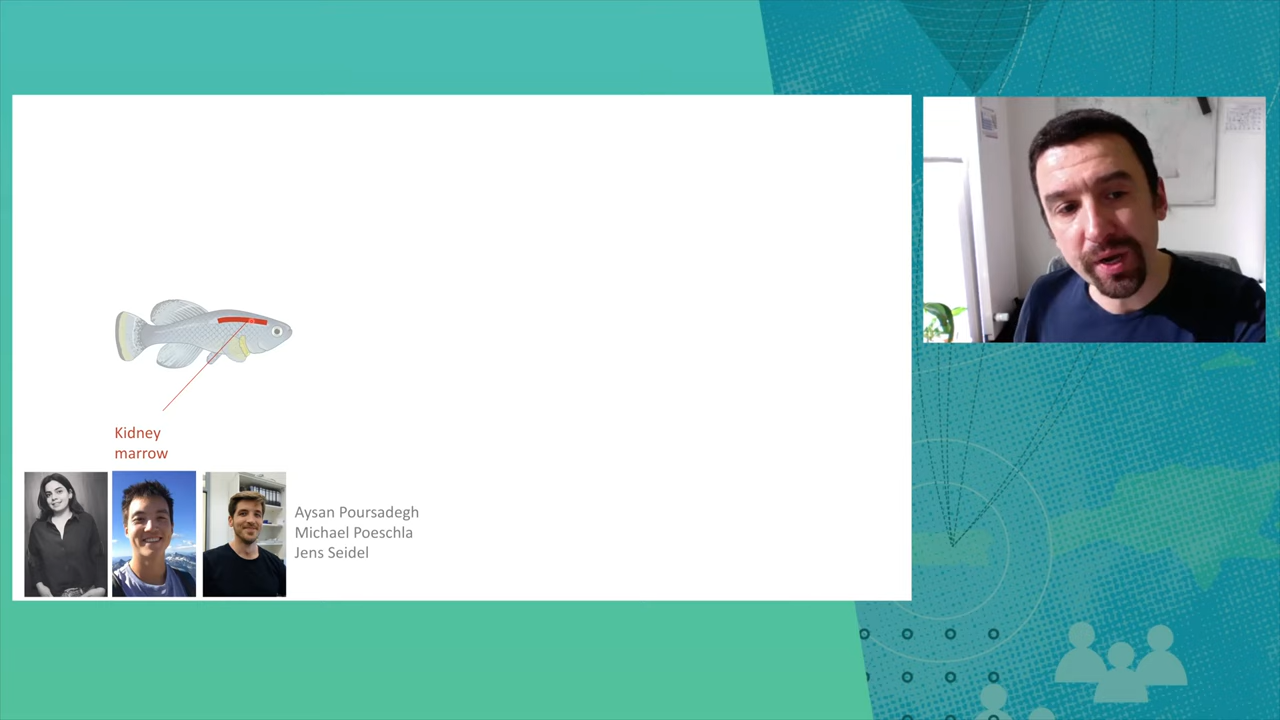 Kidney
marrow
Aysan Poursadegh
Michael Poeschla
Jens Seidel